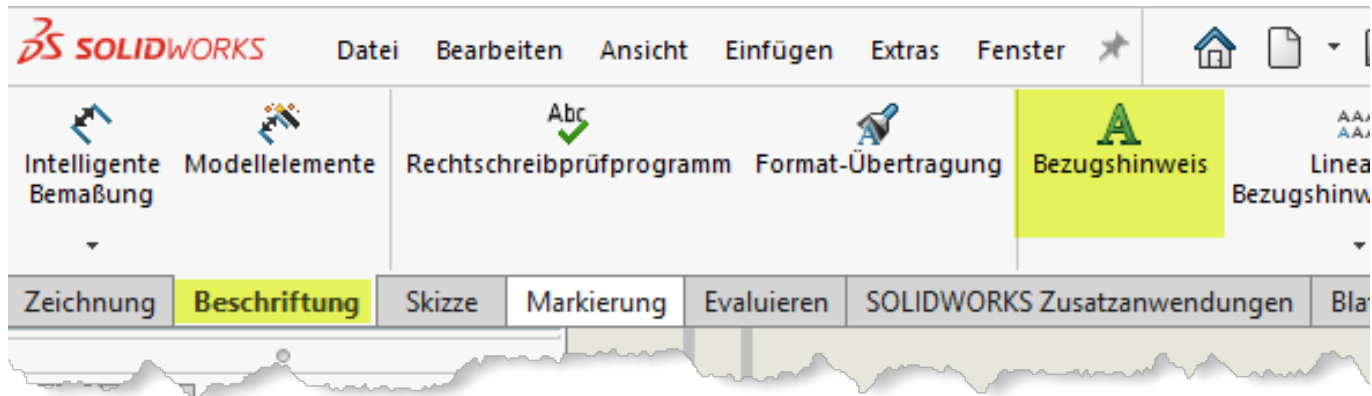 SOLIDWORKS Datei Bearbeiten Ansicht Einfügen Extras Fenster
Abc
Intelligente Modellelemente Rechtschreibprüfprogramm Format-Übertragung Bezugshinweis
Bemaßung
Zeichnung Beschriftung Skizze Markierung Evaluieren SOLIDWORKS Zusatzanwendungen